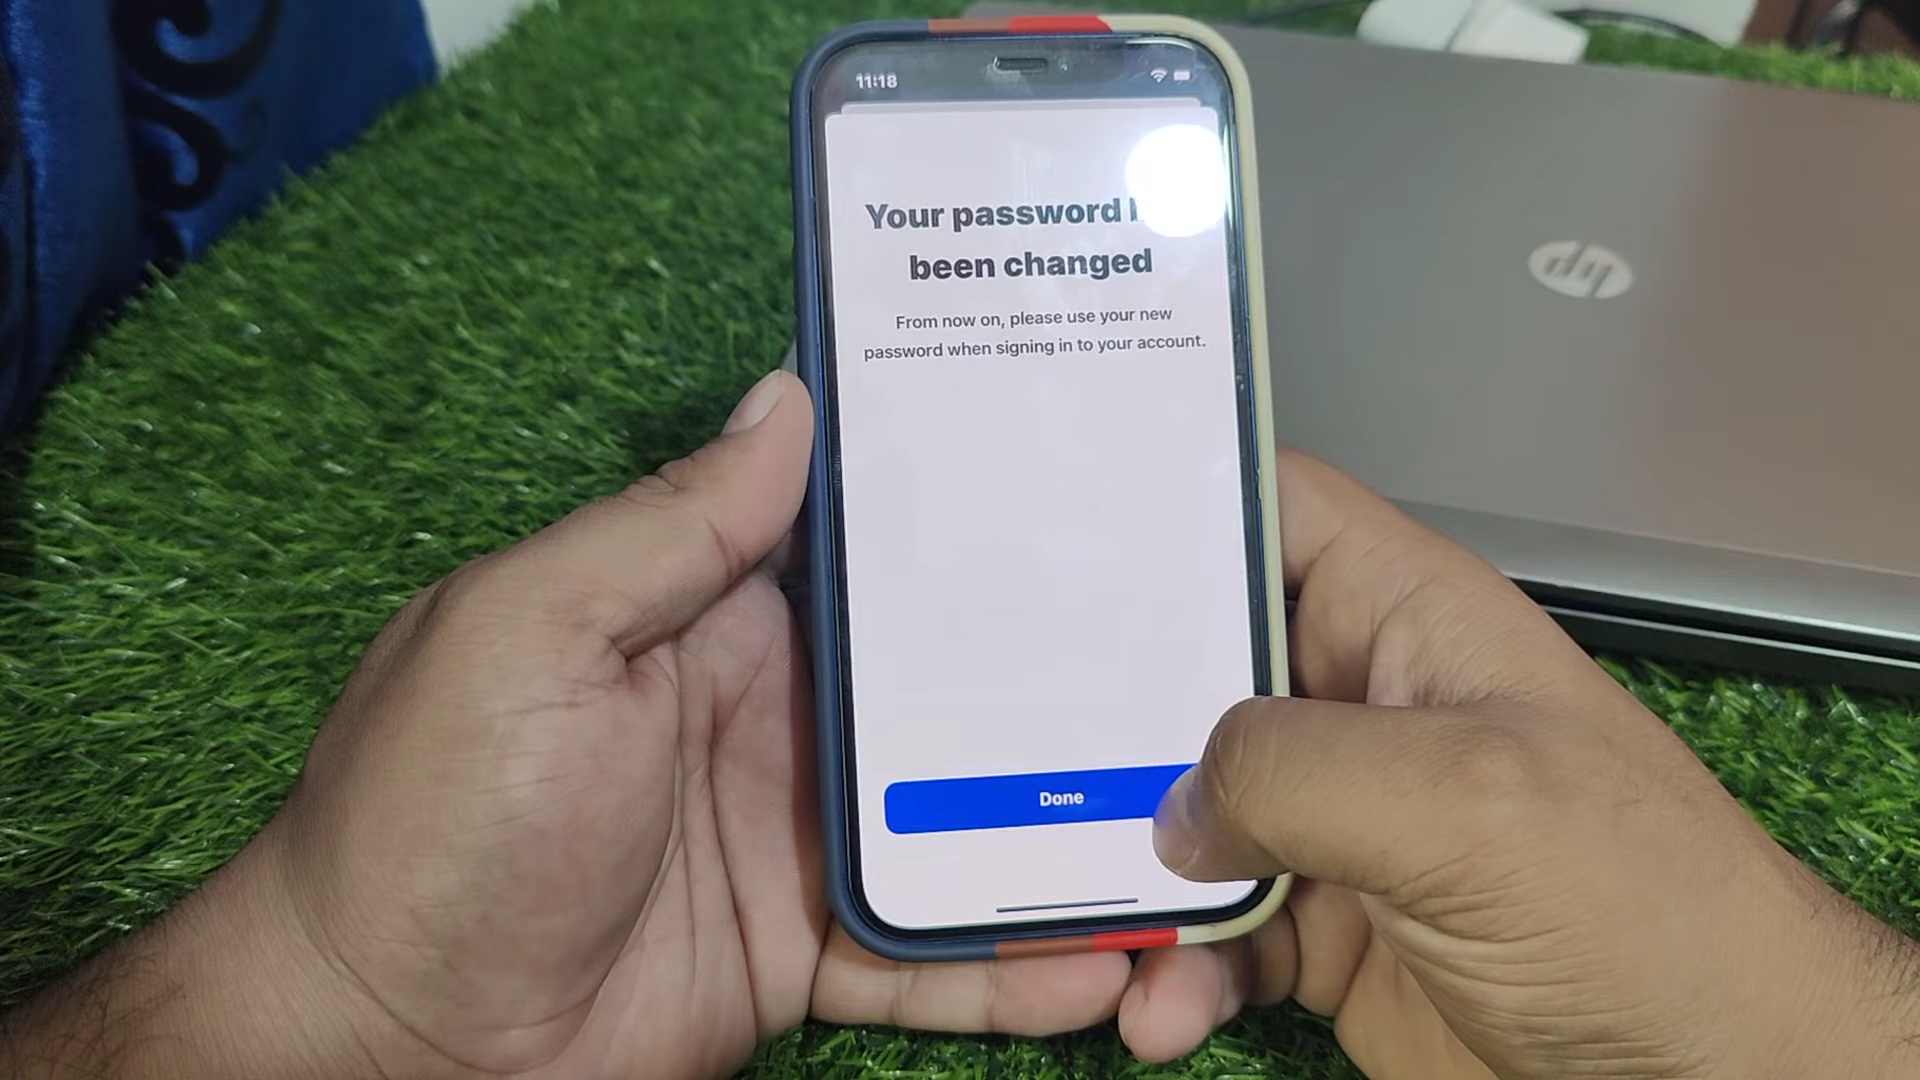 11:18
Your password
been changed
From now on, please use your new
password when signing in to your account.
Done
hp